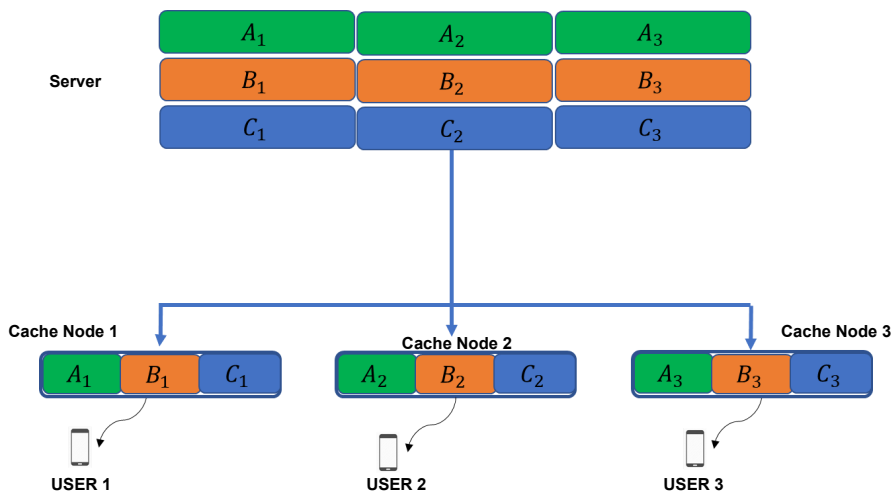 A₁ A₂ A₃
Server B₁ B₂ B₃
C₁ C₂ C₃
Cache Node 1
Cache Node 2
Cache Node 3
A₁ B₁ C₁
A₂ B₂ C₂
A₃ B₃ C₃
USER 1
USER 2
USER 3